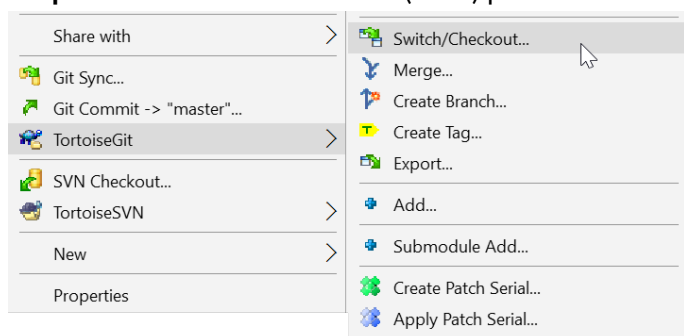 Share with
Git Sync...
Git Commit -> "master"...
TortoiseGit
SVN Checkout...
TortoiseSVN
New
Properties
Switch/Checkout...
Merge...
Create Branch...
Create Tag...
Export...
Add...
Submodule Add...
Create Patch Serial...
Apply Patch Serial...